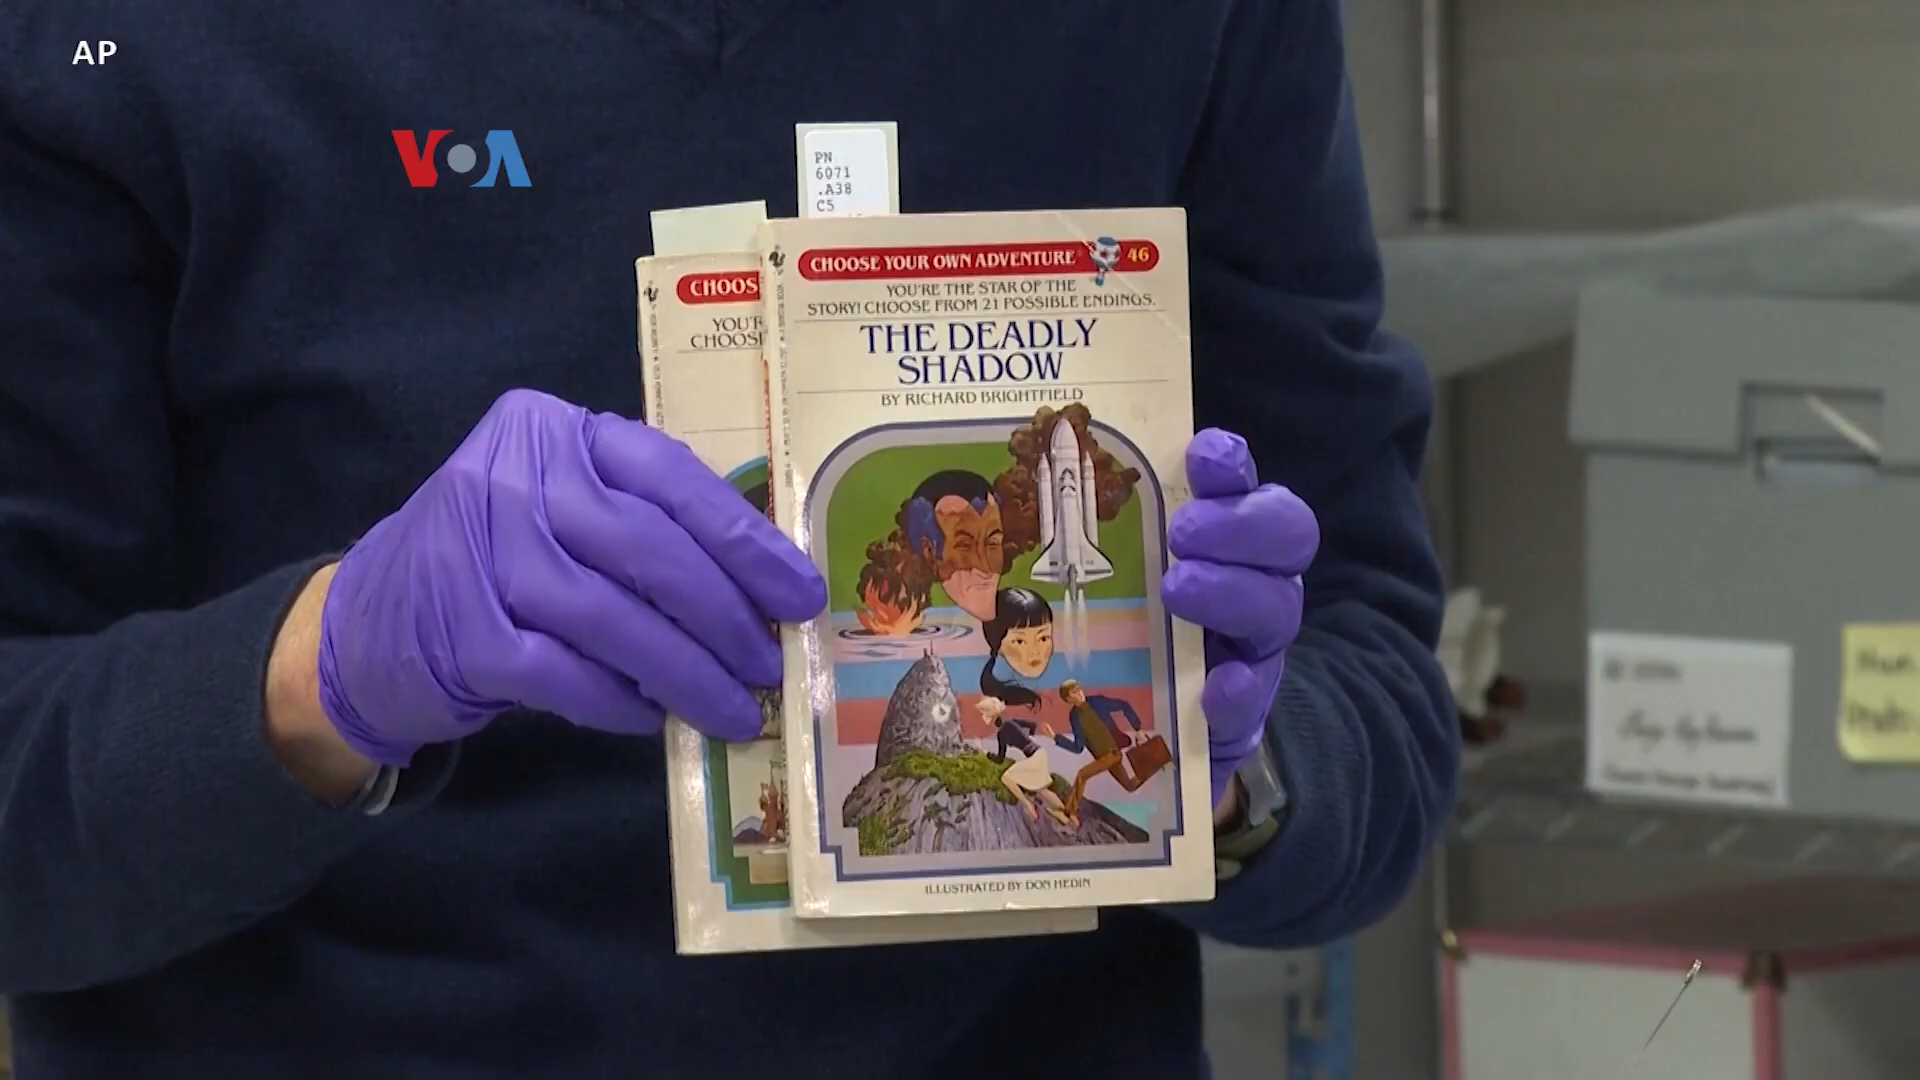 AP
VOA
PN
6071
.A38
C5
CHOOSE YOUR OWN ADVENTURE 46
YOU'RE THE STAR OF THE
STORY! CHOOSE FROM 21 POSSIBLE ENDINGS.
THE DEADLY
SHADOW
BY RICHARD BRIGHTFIELD
ILLUSTRATED BY DON HEDIN
CHOOS
YOU'R
CHOOSE